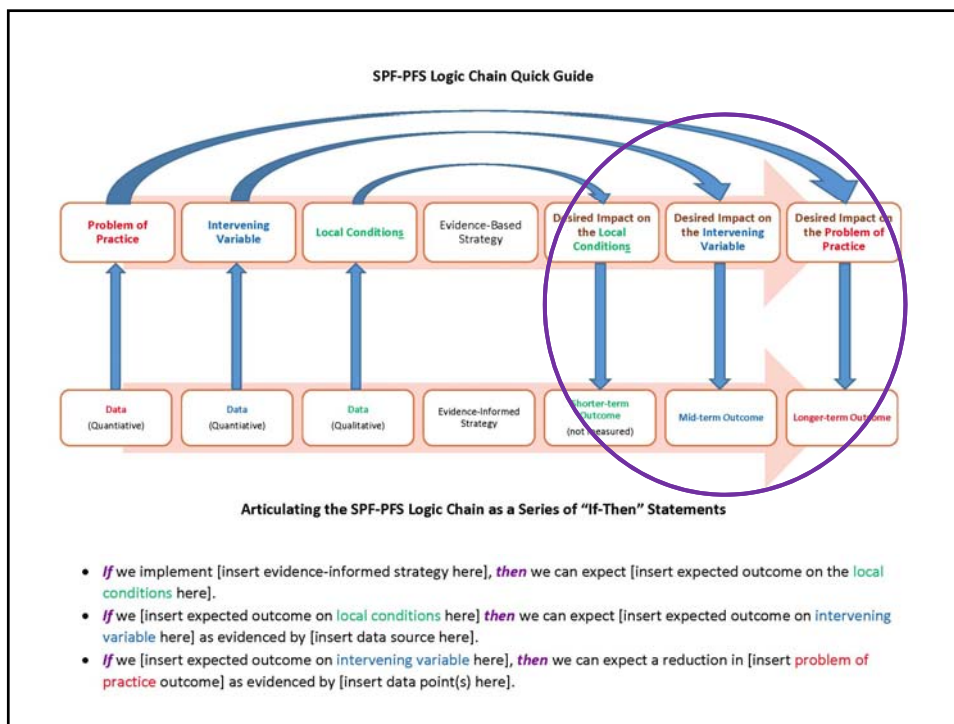 SPF-PFS Logic Chain Quick Guide
Problem of
Practice
Intervening
Variable
Local Conditions
Evidence-Based
Strategy
Desired Impact on
the Local
Conditions
Desired Impact on
the Intervening
Variable
Desired Impact on
the Problem of
Practice
Data
(Quantiative)
Data
(Quantiative)
Data
(Qualitative)
Evidence-Informed
Strategy
Shorter-term
Outcome
(not measured)
Mid-term Outcome
Longer-term Outcome
Articulating the SPF-PFS Logic Chain as a Series of “If-Then” Statements
• If we implement [insert evidence-informed strategy here], then we can expect [insert expected outcome on the local
conditions here].
• If we [insert expected outcome on local conditions here] then we can expect [insert expected outcome on intervening
variable here] as evidenced by [insert data source here].
• If we [insert expected outcome on intervening variable here], then we can expect a reduction in [insert problem of
practice outcome] as evidenced by [insert data point(s) here].